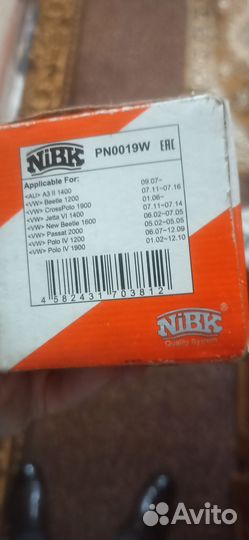 NiBK PN0019W EAC
Applicable For:
<AU> A3 II 1400 09.07~
<VW> Beetle 1200 07.11~07.16
<VW> CrossPolo 1900 01.06~
<VW> Jetta VI 1400 07.11~07.14
<VW> New Beetle 1600 06.02~07.05
<VW> Passat 2000 05.02~05.05
<VW> Polo IV 1200 06.07~12.09
<VW> Polo IV 1900 01.02~12.10
4 582431 703812
NiBK
Quality System
Avito